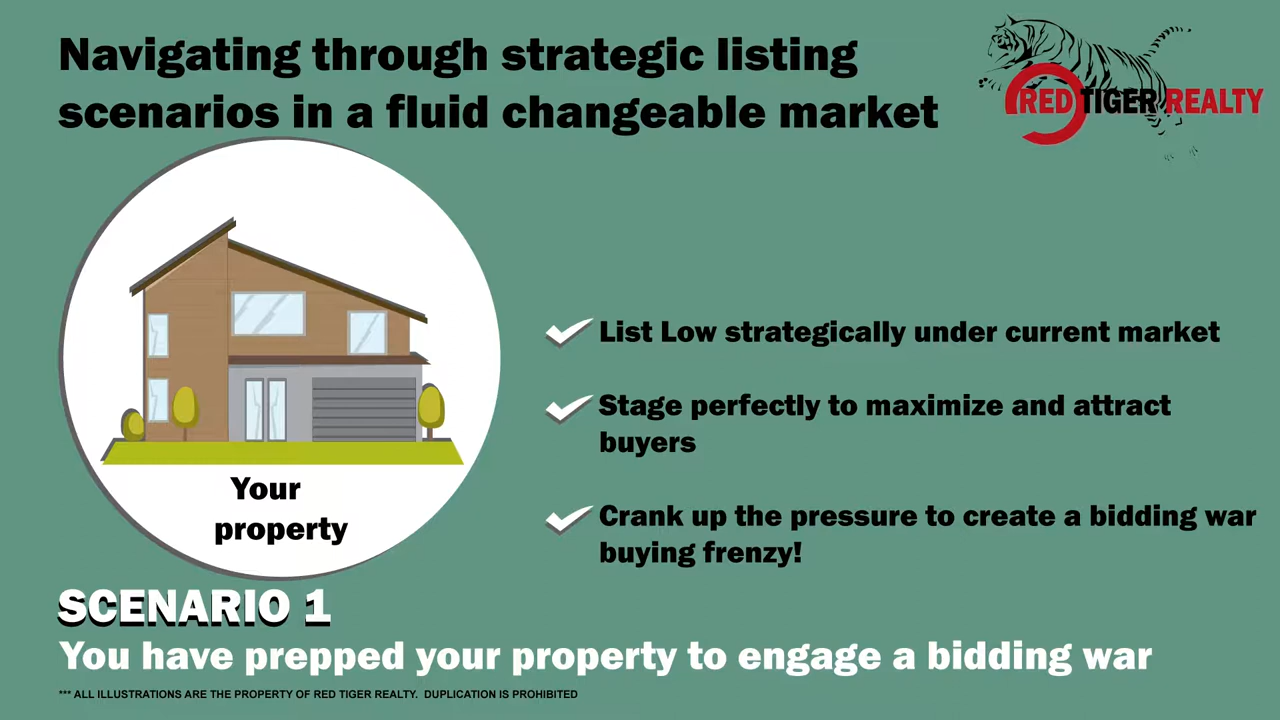 Navigating through strategic listing
scenarios in a fluid changeable market
RED TIGER REALTY
List Low strategically under current market
Stage perfectly to maximize and attract
buyers
Crank up the pressure to create a bidding war
buying frenzy!
Your
property
SCENARIO 1
You have prepped your property to engage a bidding war
*** ALL ILLUSTRATIONS ARE THE PROPERTY OF RED TIGER REALTY. DUPLICATION IS PROHIBITED